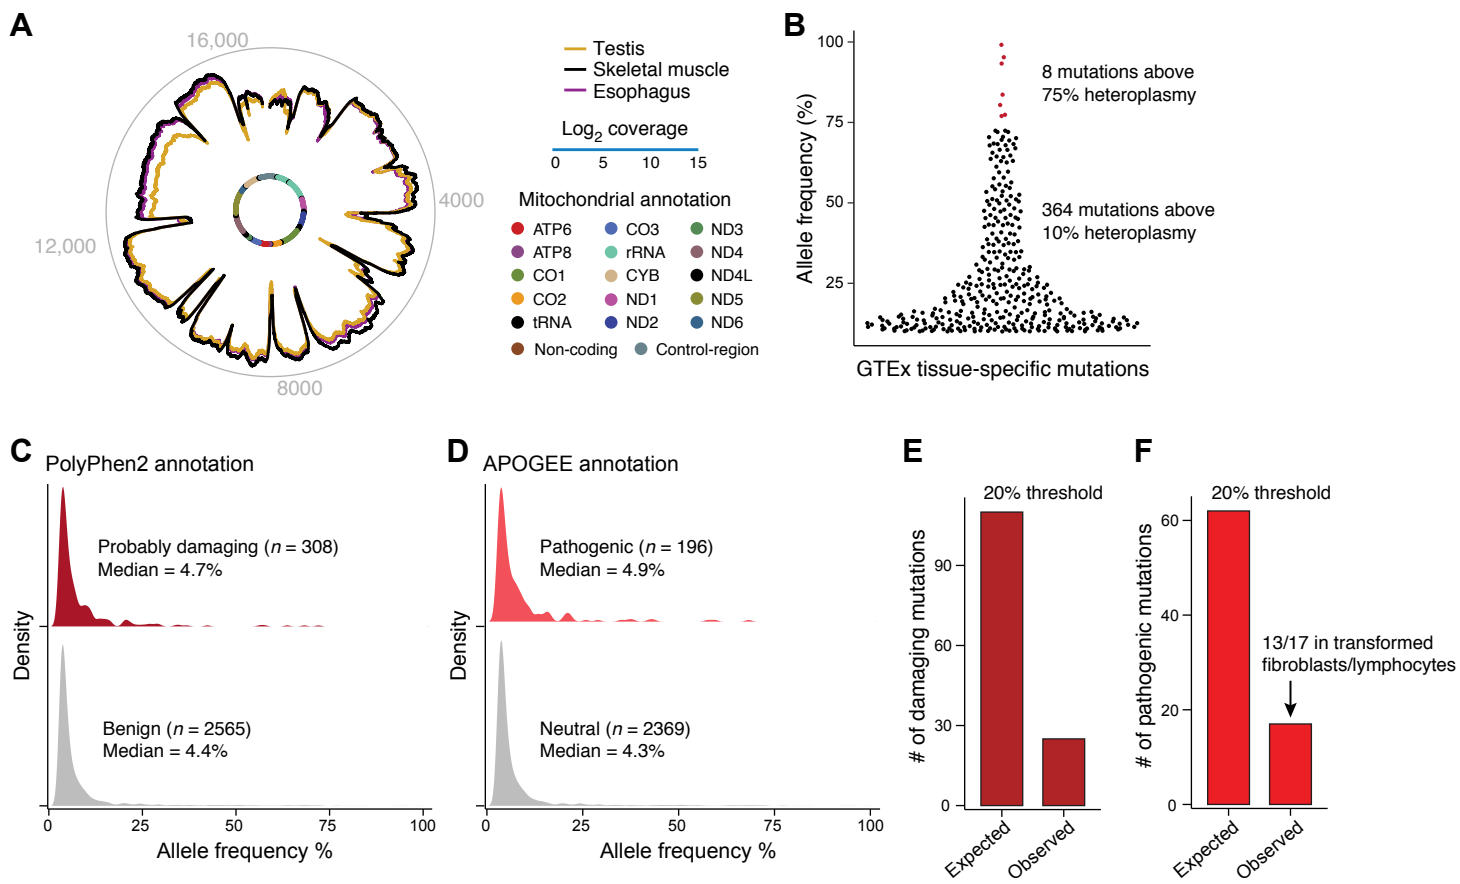 A
16,000
4000
12,000
8000
Testis
Skeletal muscle
Esophagus
Log2 coverage
0 5 10 15
Mitochondrial annotation
ATP6 CO3 ND3
ATP8 rRNA ND4
CO1 CYB ND4L
CO2 ND1 ND5
tRNA ND2 ND6
Non-coding Control-region
B
Allele frequency (%)
100
75
50
25
8 mutations above
75% heteroplasmy
364 mutations above
10% heteroplasmy
GTEx tissue-specific mutations
C
PolyPhen2 annotation
Density
Probably damaging (n = 308)
Median = 4.7%
Benign (n = 2565)
Median = 4.4%
0 25 50 75 100
Allele frequency %
D
APOGEE annotation
Density
Pathogenic (n = 196)
Median = 4.9%
Neutral (n = 2369)
Median = 4.3%
0 25 50 75 100
Allele frequency %
E
20% threshold
# of damaging mutations
90
60
30
0
Expected Observed
F
20% threshold
# of pathogenic mutations
60
40
20
0
13/17 in transformed
fibroblasts/lymphocytes
Expected Observed